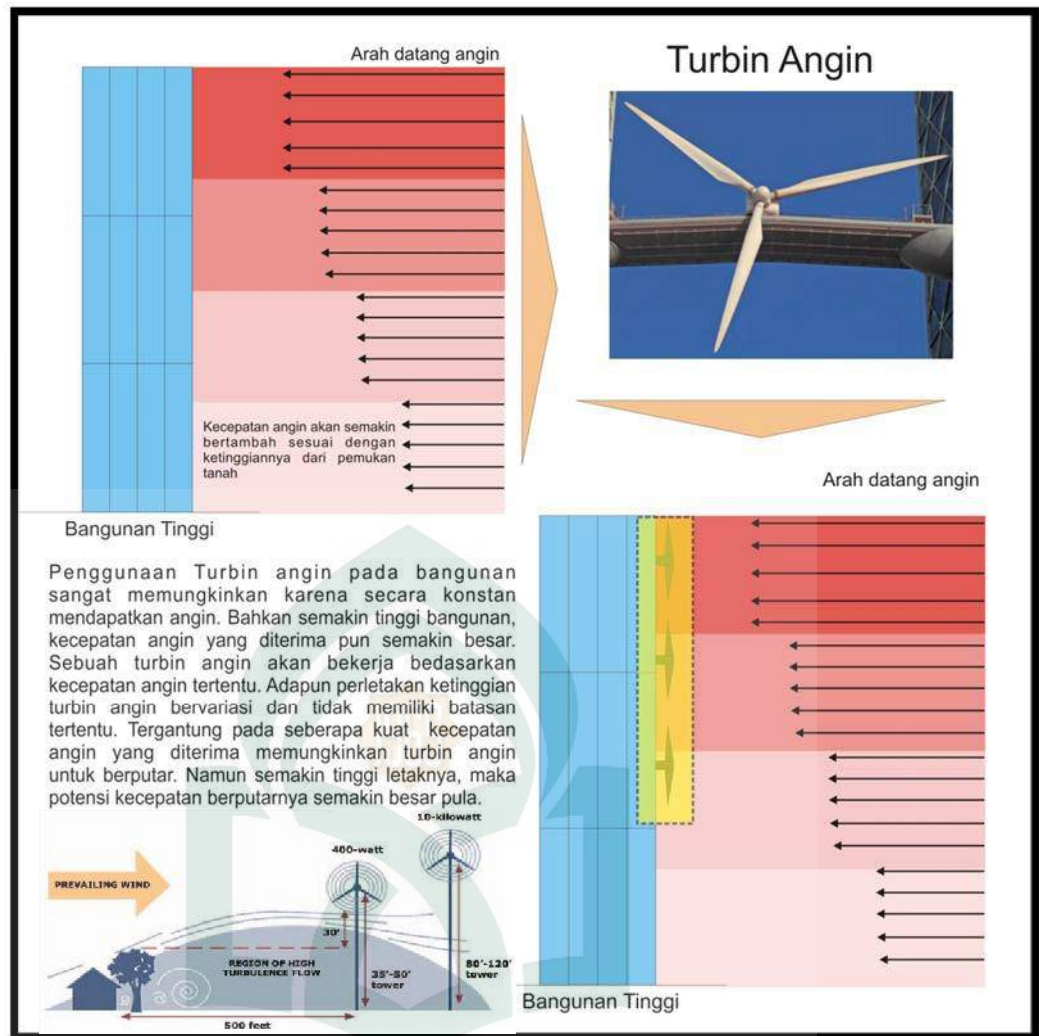 Arah datang angin
Turbin Angin
Kecepatan angin akan semakin
bertambah sesuai dengan
ketinggiannya dari pemukan
tanah
Bangunan Tinggi
Penggunaan Turbin angin pada bangunan
sangat memungkinkan karena secara konstan
mendapatkan angin. Bahkan semakin tinggi bangunan,
kecepatan angin yang diterima pun semakin besar.
Sebuah turbin angin akan bekerja bedasarkan
kecepatan angin tertentu. Adapun perletakan ketinggian
turbin angin bervariasi dan tidak memiliki batasan
tertentu. Tergantung pada seberapa kuat kecepatan
angin yang diterima memungkinkan turbin angin
untuk berputar. Namun semakin tinggi letaknya, maka
potensi kecepatan berputarnya semakin besar pula.
Arah datang angin
Bangunan Tinggi
10-kilowatt
400-watt
PREVAILING WIND
30'
REGION OF HIGH
TURBULENCE FLOW
35'-50'
tower
80'-120'
tower
500 feet